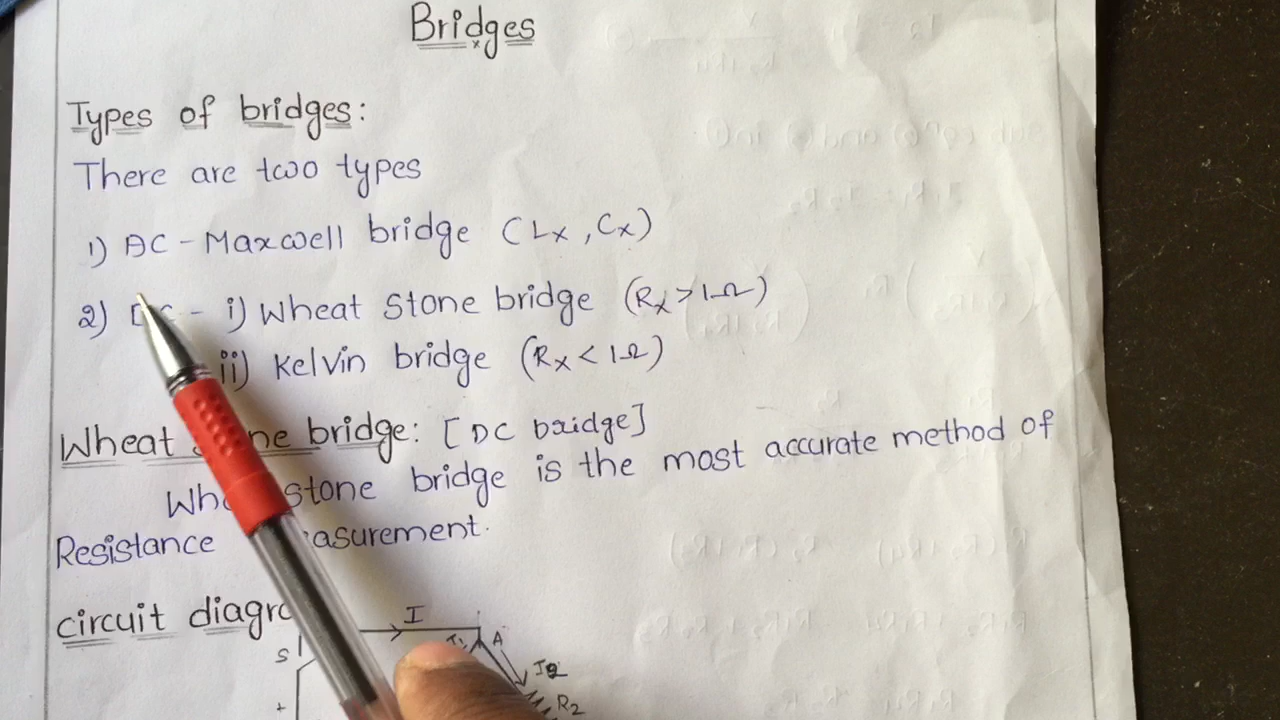 Bridges
Types of bridges:
There are two types
1) AC - Maxwell bridge (Lx, Cx)
2) - i) Wheat Stone bridge (Rx > 1Ω)
ii) Kelvin bridge (Rx < 1Ω)
Wheat bridge: [DC bridge]
stone bridge is the most accurate method of
Resistance
circuit
I
S
I1 A
I2
+ R2